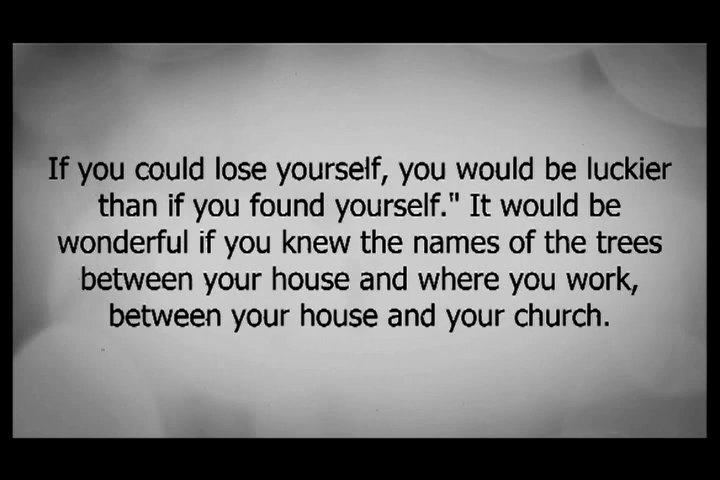 If you could lose yourself, you would be luckier
than if you found yourself." It would be
wonderful if you knew the names of the trees
between your house and where you work,
between your house and your church.